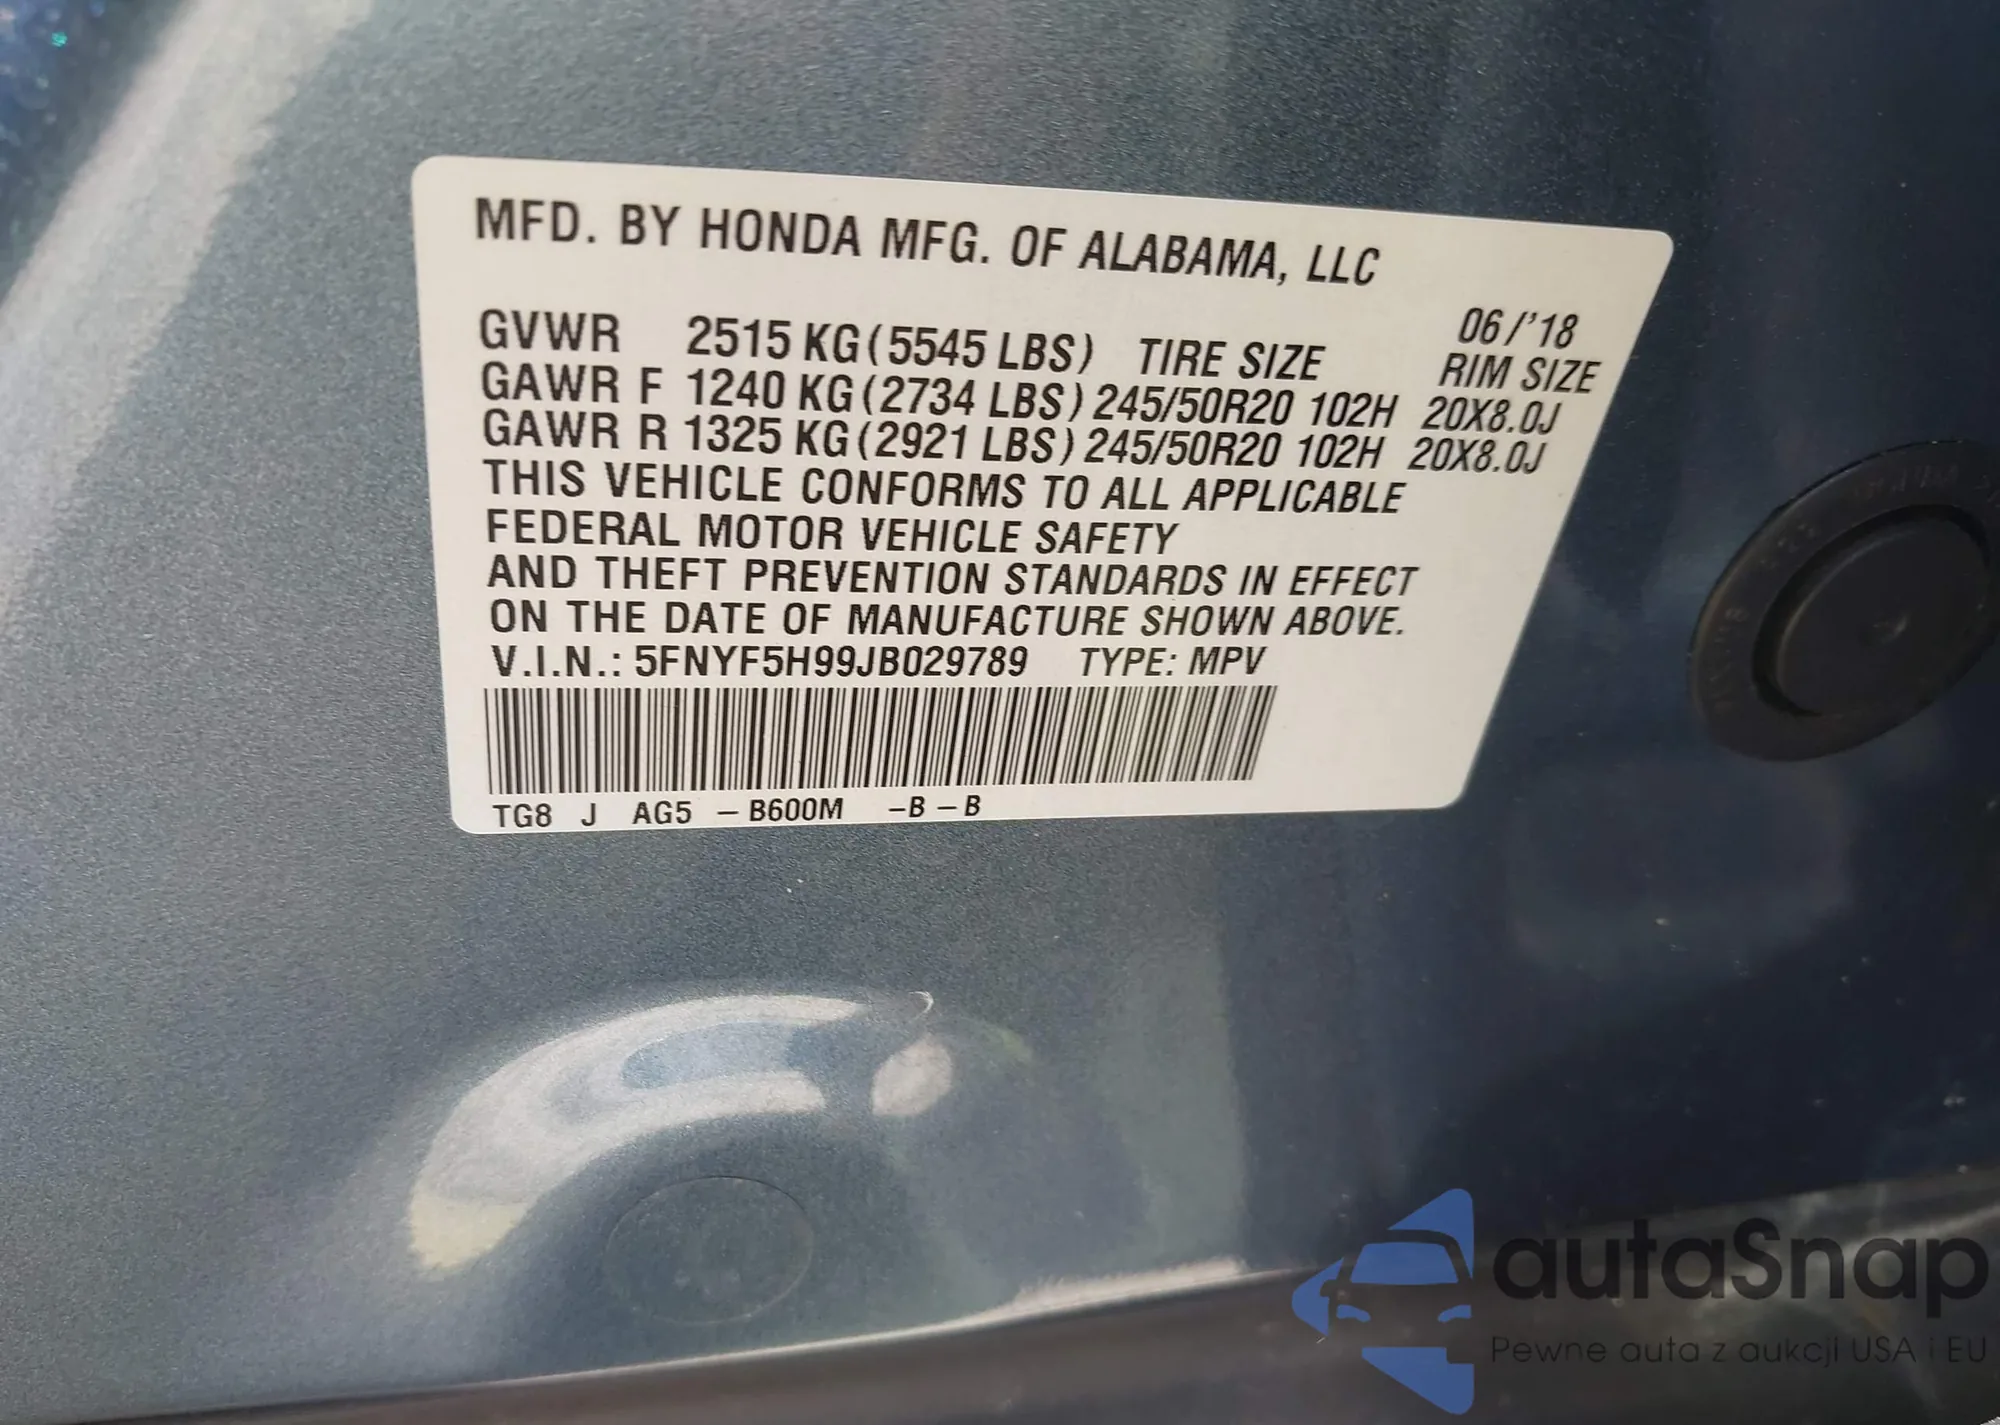 MFD. BY HONDA MFG. OF ALABAMA, LLC
06/'18
GVWR 2515 KG (5545 LBS) TIRE SIZE RIM SIZE
GAWR F 1240 KG (2734 LBS) 245/50R20 102H 20X8.0J
GAWR R 1325 KG (2921 LBS) 245/50R20 102H 20X8.0J
THIS VEHICLE CONFORMS TO ALL APPLICABLE
FEDERAL MOTOR VEHICLE SAFETY
AND THEFT PREVENTION STANDARDS IN EFFECT
ON THE DATE OF MANUFACTURE SHOWN ABOVE.
V.I.N.: 5FNYF5H99JB029789 TYPE: MPV
TG8 J AG5 – B600M –B – B
autaSnap
Pewne auta z aukcji USA i EU